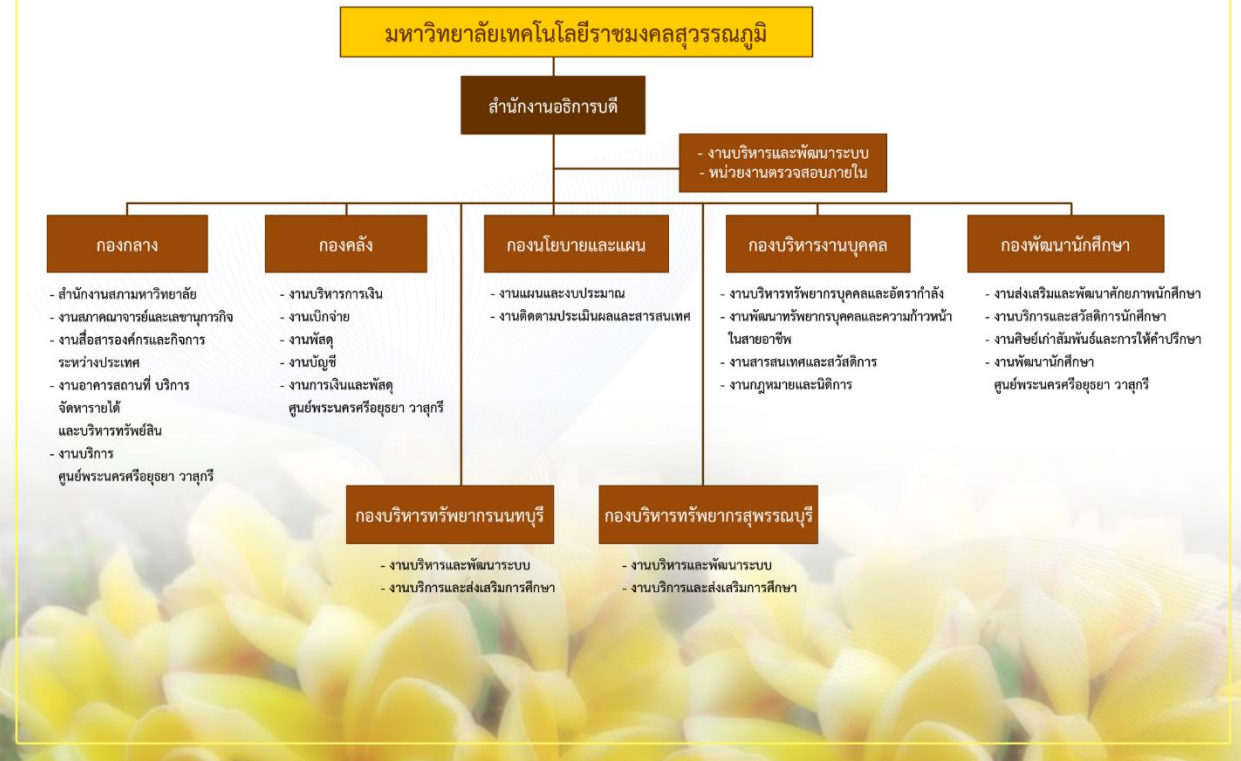 มหาวิทยาลัยเทคโนโลยีราชมงคลสุวรรณภูมิ
สำนักงานอธิการบดี
- งานบริหารและพัฒนาระบบ
- หน่วยงานตรวจสอบภายใน
กองกลาง
- สำนักงานสภามหาวิทยาลัย
- งานสภาคณาจารย์และเลขานุการกิจ
- งานสื่อสารองค์กรและกิจการ
ระหว่างประเทศ
- งานอาคารสถานที่ บริการ
จัดหารายได้
และบริหารทรัพย์สิน
- งานบริการ
ศูนย์พระนครศรีอยุธยา วาสุกรี
กองคลัง
- งานบริหารการเงิน
- งานเบิกจ่าย
- งานพัสดุ
- งานบัญชี
- งานการเงินและพัสดุ
ศูนย์พระนครศรีอยุธยา วาสุกรี
กองนโยบายและแผน
- งานแผนและงบประมาณ
- งานติดตามประเมินผลและสารสนเทศ
กองบริหารงานบุคคล
- งานบริหารทรัพยากรบุคคลและอัตรากำลัง
- งานพัฒนาทรัพยากรบุคคลและความก้าวหน้า
ในสายอาชีพ
- งานสารสนเทศและสวัสดิการ
- งานกฎหมายและนิติการ
กองพัฒนานักศึกษา
- งานส่งเสริมและพัฒนาศักยภาพนักศึกษา
- งานบริการและสวัสดิการนักศึกษา
- งานศิษย์เก่าสัมพันธ์และการให้คำปรึกษา
- งานพัฒนานักศึกษา
ศูนย์พระนครศรีอยุธยา วาสุกรี
กองบริหารทรัพยากรนนทบุรี
- งานบริหารและพัฒนาระบบ
- งานบริการและส่งเสริมการศึกษา
กองบริหารทรัพยากรสุพรรณบุรี
- งานบริหารและพัฒนาระบบ
- งานบริการและส่งเสริมการศึกษา